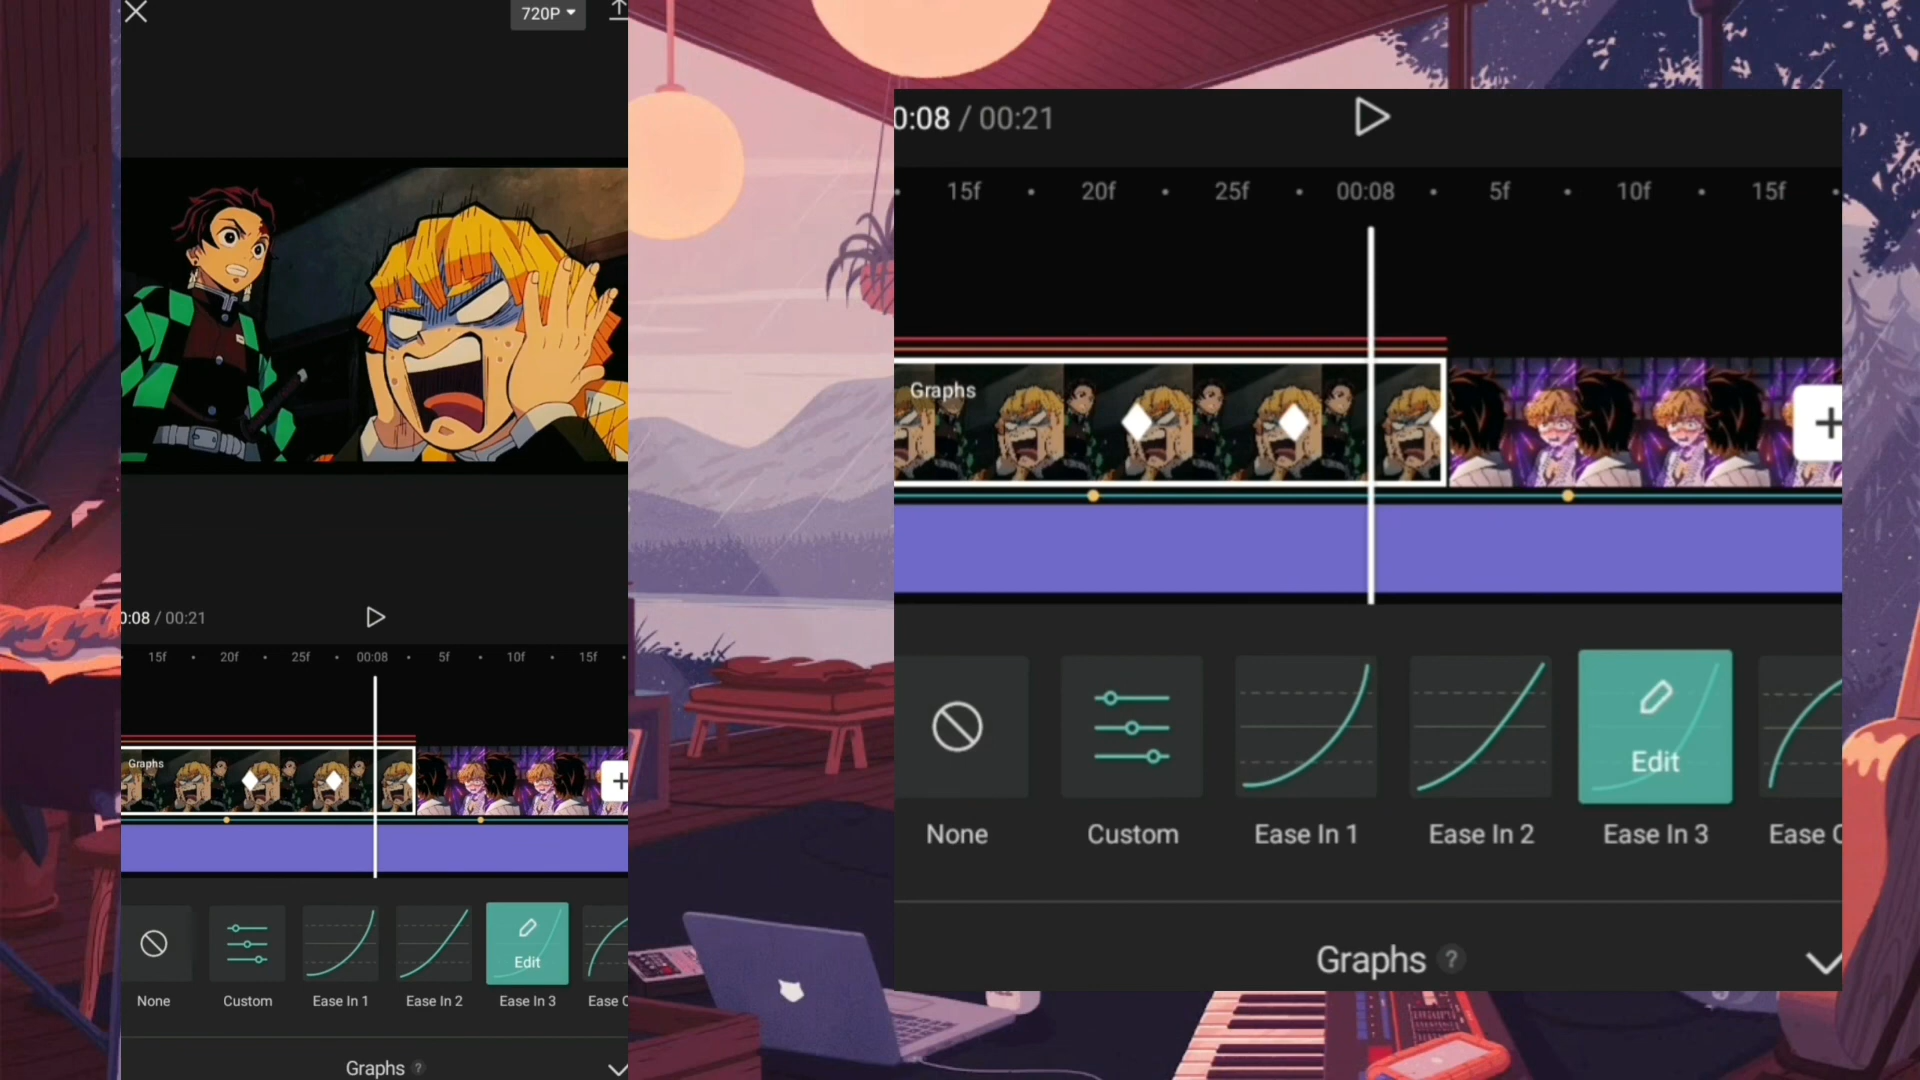 720P
0:08 / 00:21
15f 20f 25f 00:08 5f 10f 15f
Graphs
+
Edit
None Custom Ease In 1 Ease In 2 Ease In 3 Ease
Graphs ?
0:08 / 00:21
15f 20f 25f 00:08 5f 10f 15f
Graphs
+
Edit
None Custom Ease In 1 Ease In 2 Ease In 3 Ease
Graphs ?